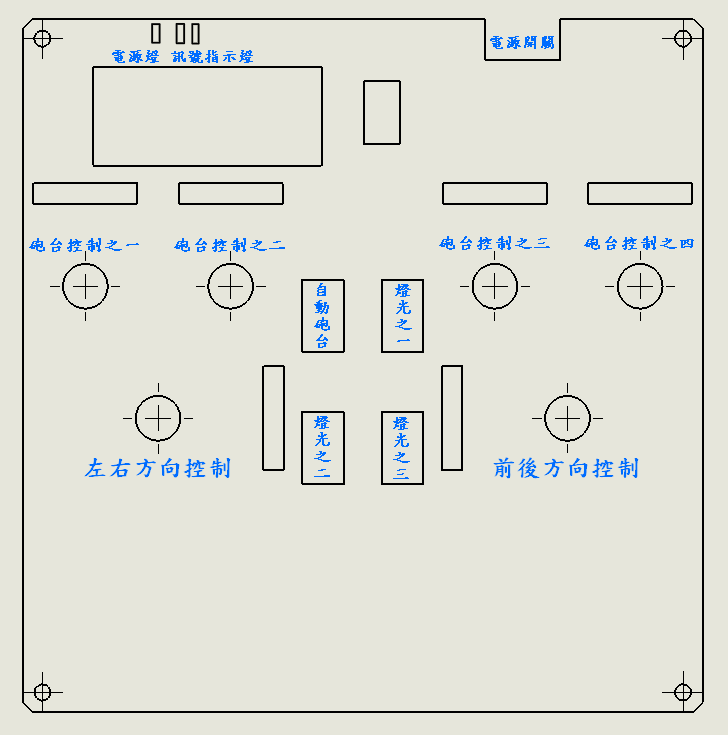 電源開關
電源燈 訊號指示燈
砲台控制之一
砲台控制之二
砲台控制之三
砲台控制之四
自動砲台
燈光之一
燈光之二
燈光之三
左右方向控制
前後方向控制